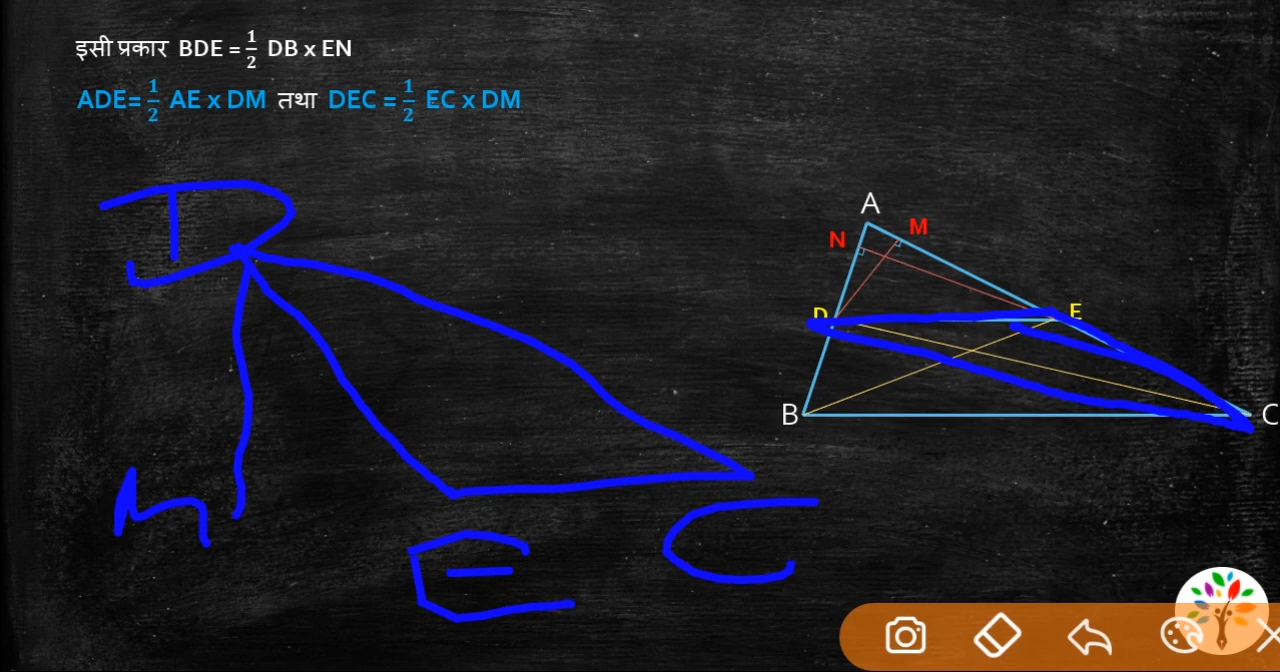 इसी प्रकार BDE = 1/2 DB x EN
ADE= 1/2 AE x DM तथा DEC = 1/2 EC x DM
A
N M
D E
B C
D
M
E C